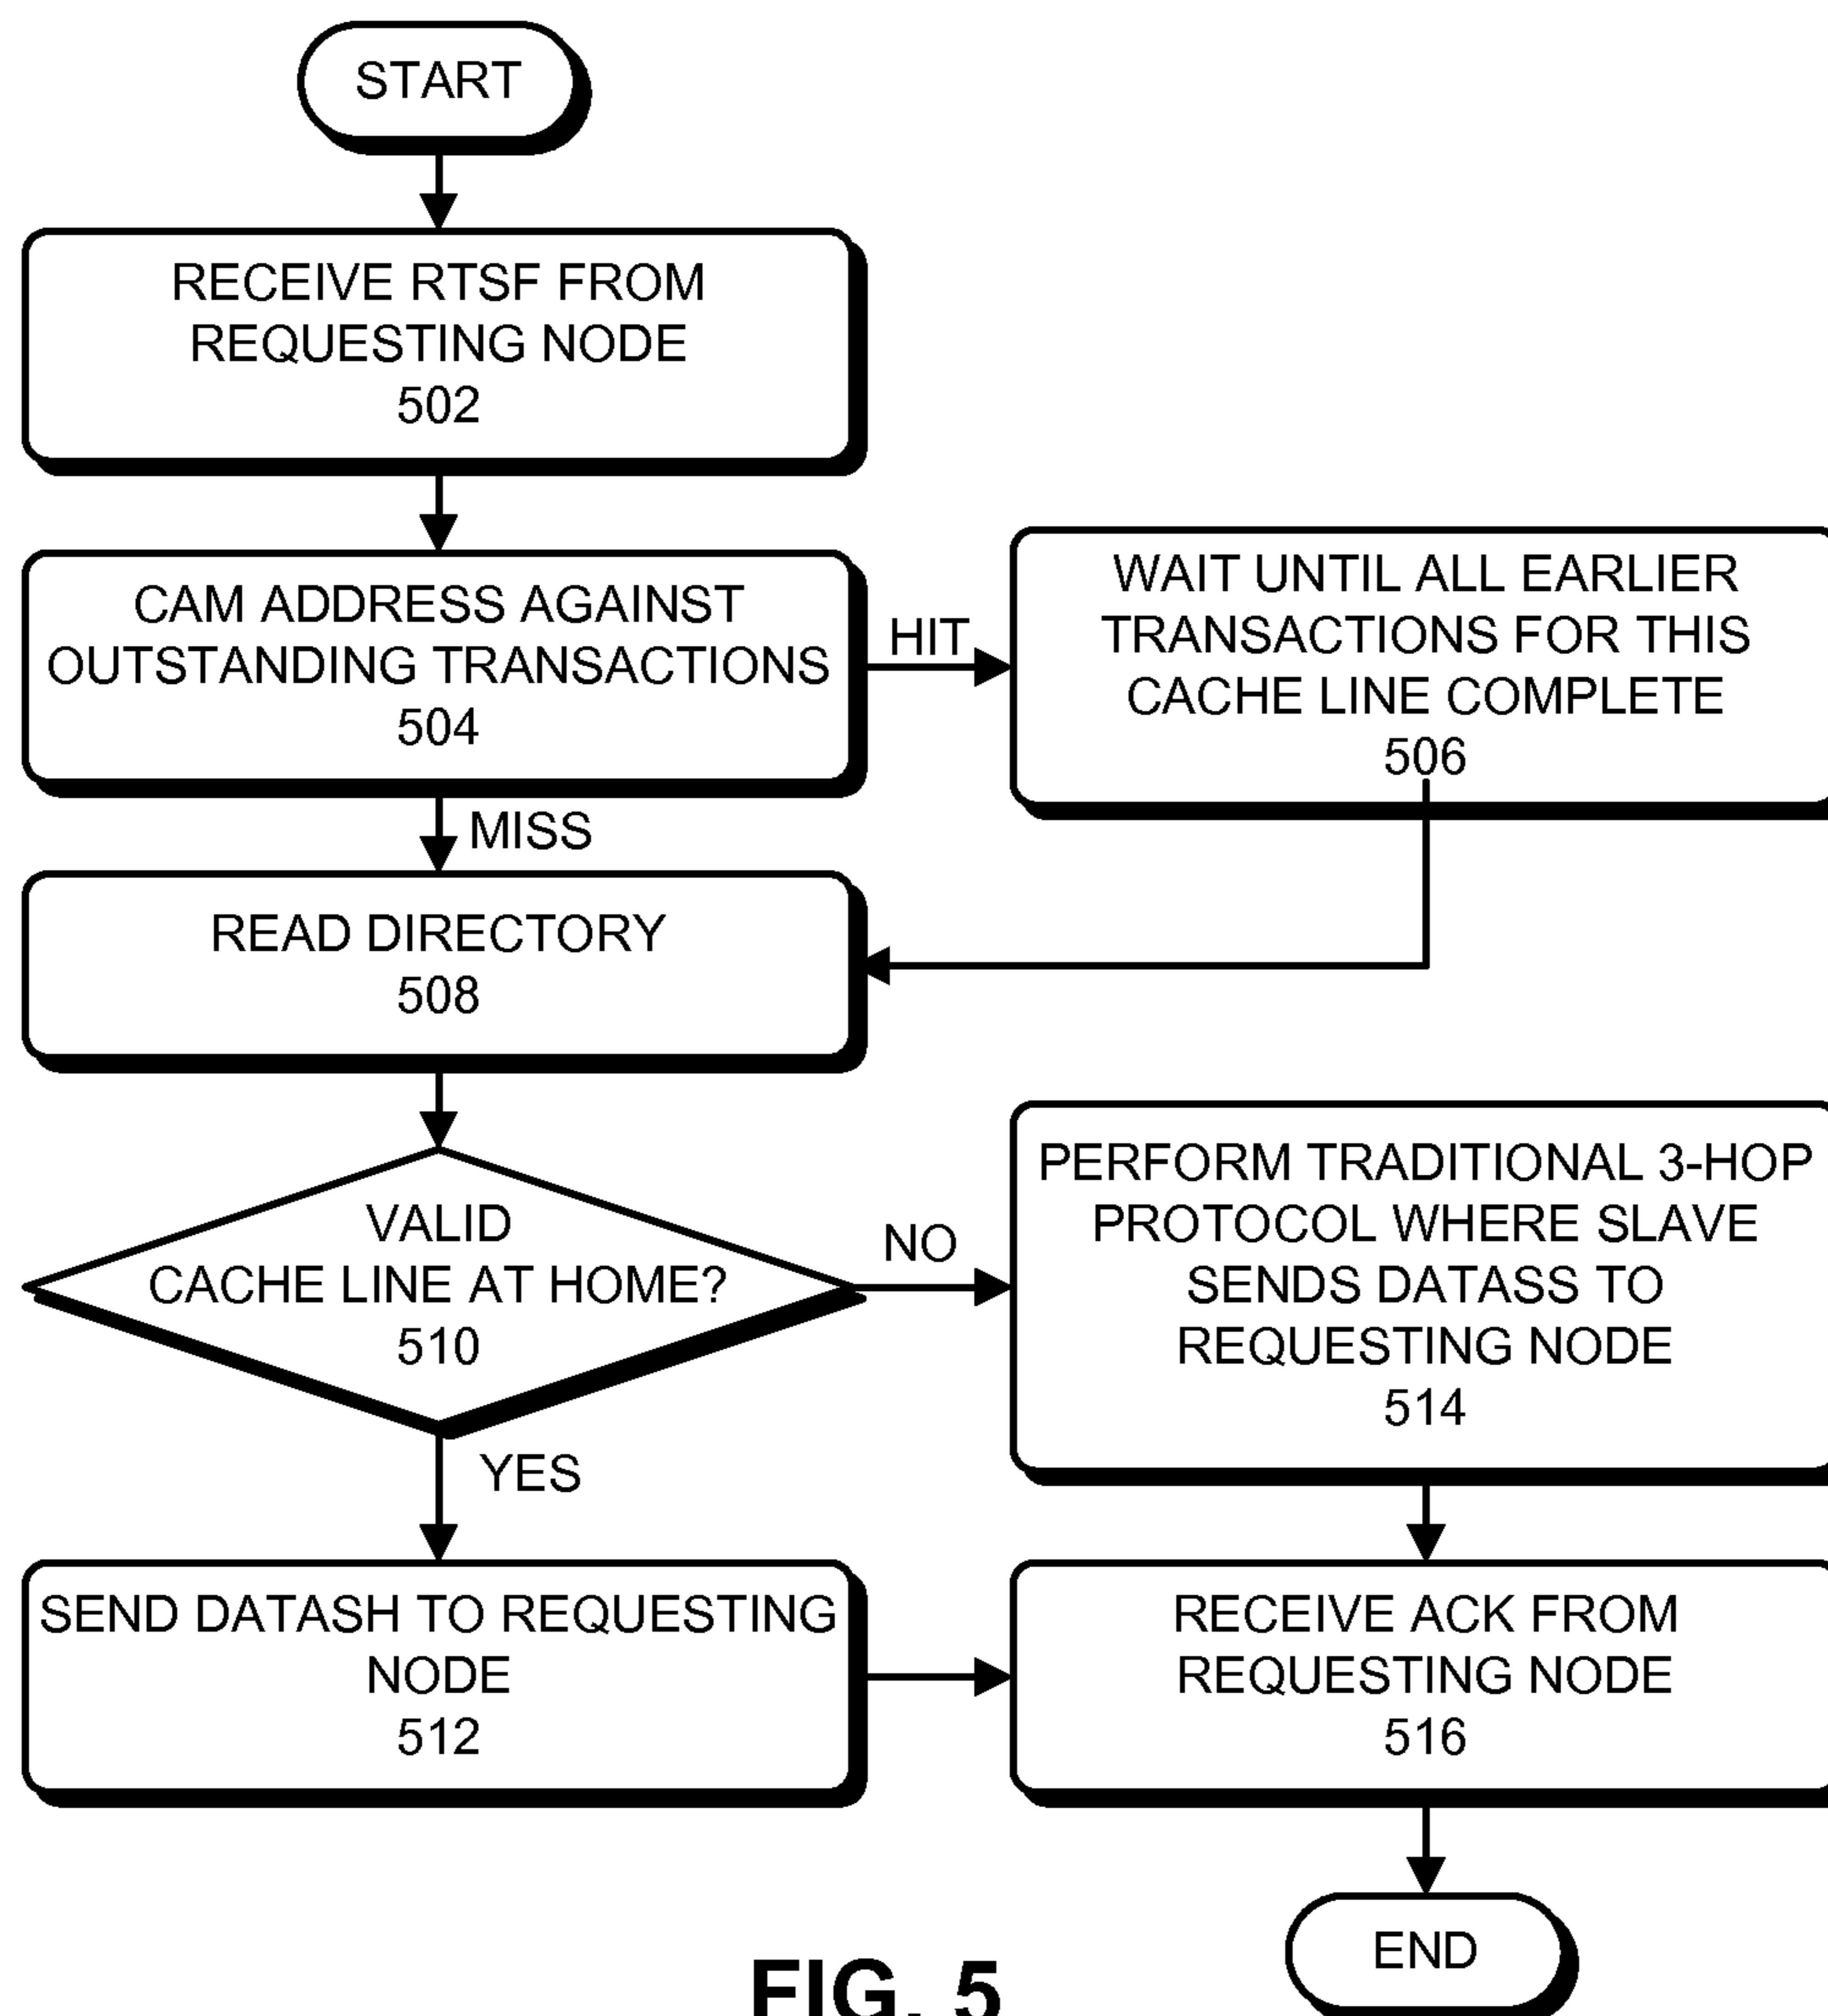 START
RECEIVE RTSF FROM
REQUESTING NODE
502
CAM ADDRESS AGAINST
OUTSTANDING TRANSACTIONS
504
HIT
WAIT UNTIL ALL EARLIER
TRANSACTIONS FOR THIS
CACHE LINE COMPLETE
506
MISS
READ DIRECTORY
508
VALID
CACHE LINE AT HOME?
510
NO
PERFORM TRADITIONAL 3-HOP
PROTOCOL WHERE SLAVE
SENDS DATASS TO
REQUESTING NODE
514
YES
SEND DATASH TO REQUESTING
NODE
512
RECEIVE ACK FROM
REQUESTING NODE
516
END
FIG. 5